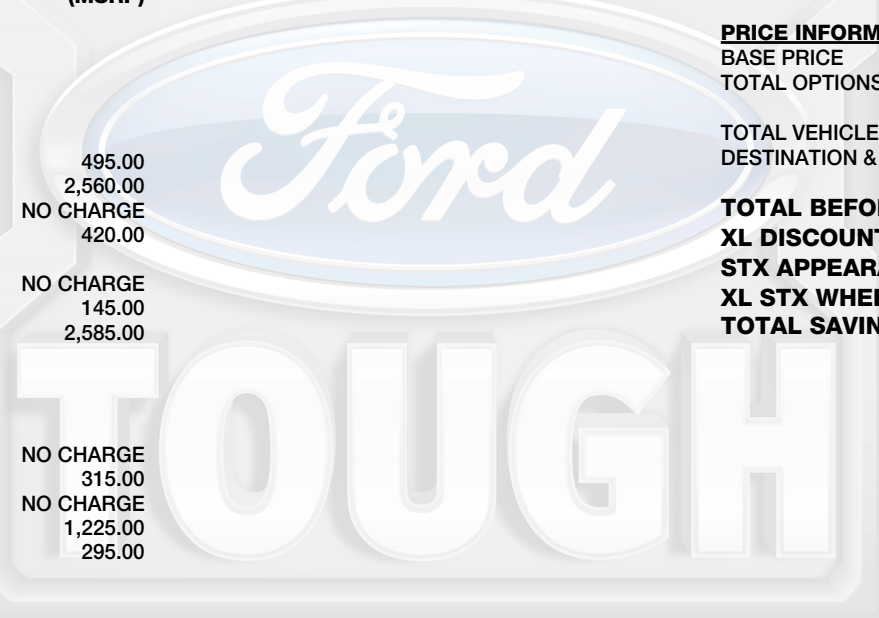 (MSRP)
495.00
2,560.00
NO CHARGE
420.00
NO CHARGE
145.00
2,585.00
NO CHARGE
315.00
NO CHARGE
1,225.00
295.00
PRICE INFORM
BASE PRICE
TOTAL OPTIONS
TOTAL VEHICLE
DESTINATION &
TOTAL BEFO
XL DISCOUNT
STX APPEAR
XL STX WHE
TOTAL SAVIN
Ford
TOUGH